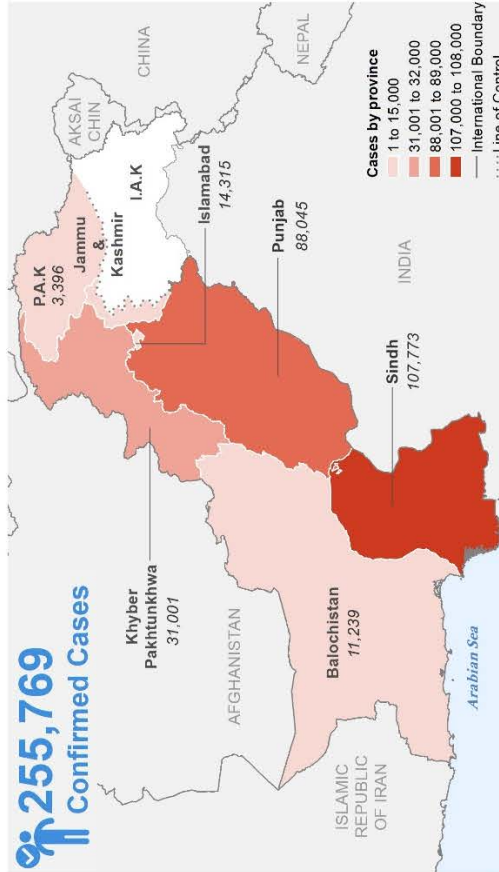 255,769
Confirmed Cases
CHINA
AKSAI
CHIN
NEPAL
P.A.K
3,396
Jammu
&
Kashmir
I.A.K
Islamabad
14,315
Khyber
Pakhtunkhwa
31,001
Punjab
88,045
AFGHANISTAN
INDIA
Balochistan
11,239
Sindh
107,773
ISLAMIC
REPUBLIC
OF IRAN
Arabian Sea
Cases by province
1 to 15,000
31,001 to 32,000
88,001 to 89,000
107,000 to 108,000
International Boundary
Line of Control